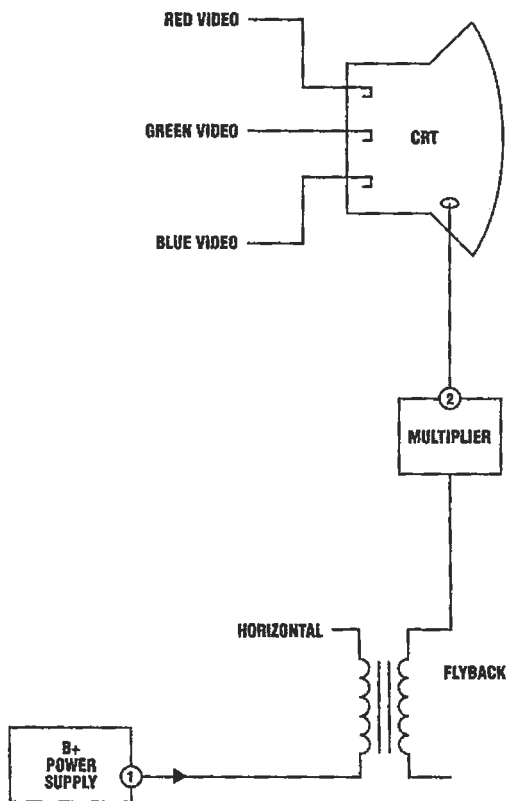 RED VIDEO
GREEN VIDEO
CRT
BLUE VIDEO
2
MULTIPLIER
HORIZONTAL
FLYBACK
B+
POWER
SUPPLY
1